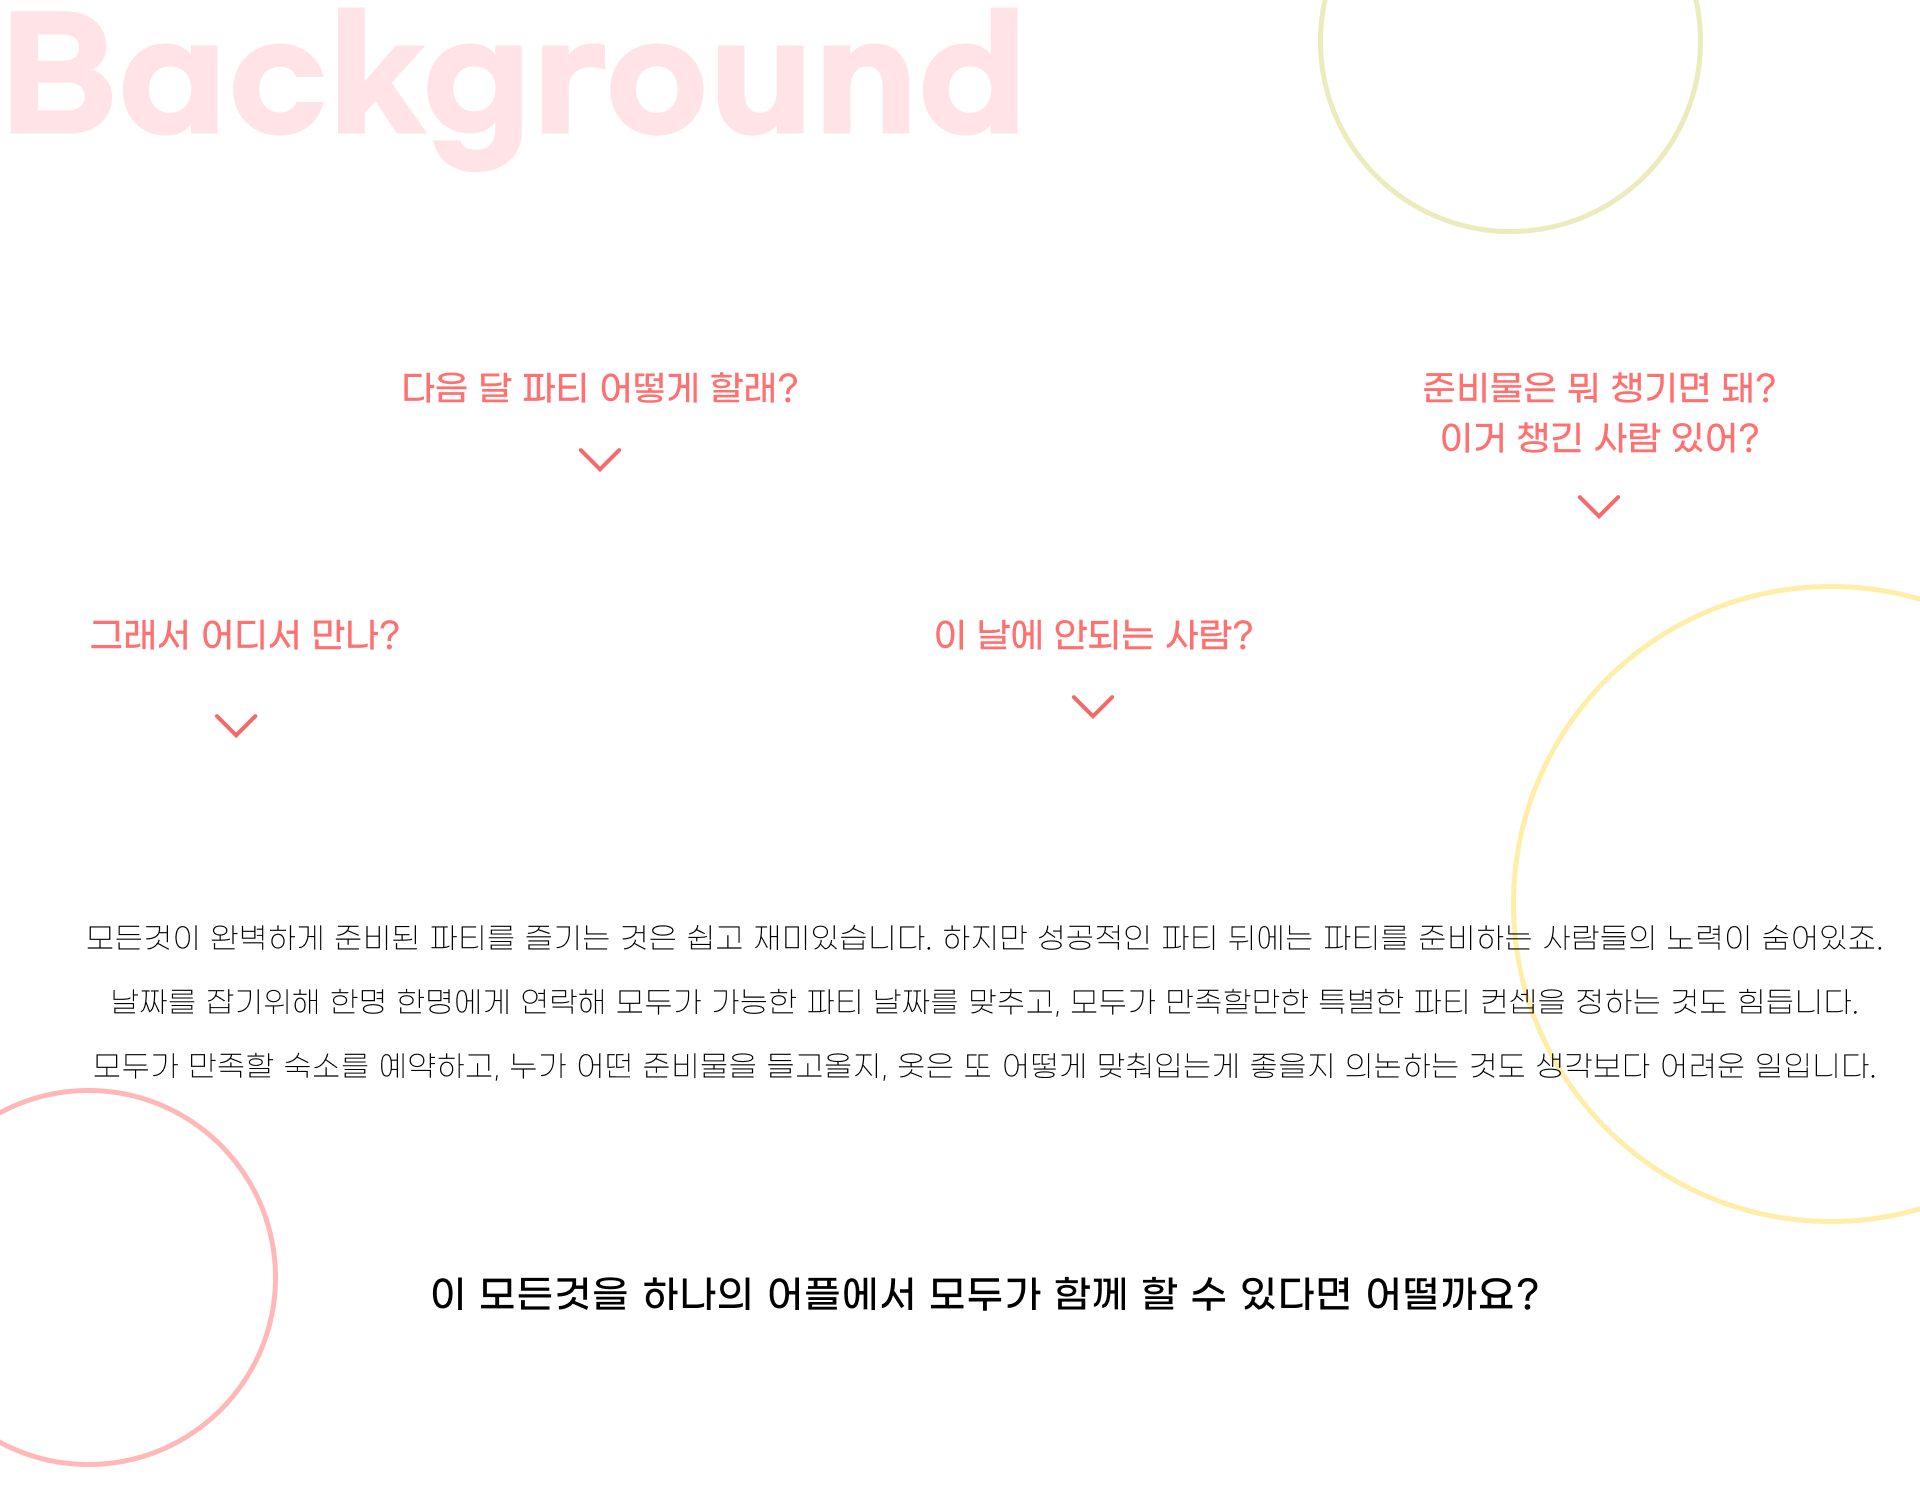 Background
다음 달 파티 어떻게 할래?
준비물은 뭐 챙기면 돼?
이거 챙긴 사람 있어?
그래서 어디서 만나?
이 날에 안되는 사람?
모든것이 완벽하게 준비된 파티를 즐기는 것은 쉽고 재미있습니다. 하지만 성공적인 파티 뒤에는 파티를 준비하는 사람들의 노력이 숨어있죠.
날짜를 잡기위해 한명 한명에게 연락해 모두가 가능한 파티 날짜를 맞추고, 모두가 만족할만한 특별한 파티 컨셉을 정하는 것도 힘듭니다.
모두가 만족할 숙소를 예약하고, 누가 어떤 준비물을 들고올지, 옷은 또 어떻게 맞춰입는게 좋을지 의논하는 것도 생각보다 어려운 일입니다.
이 모든것을 하나의 어플에서 모두가 함께 할 수 있다면 어떨까요?